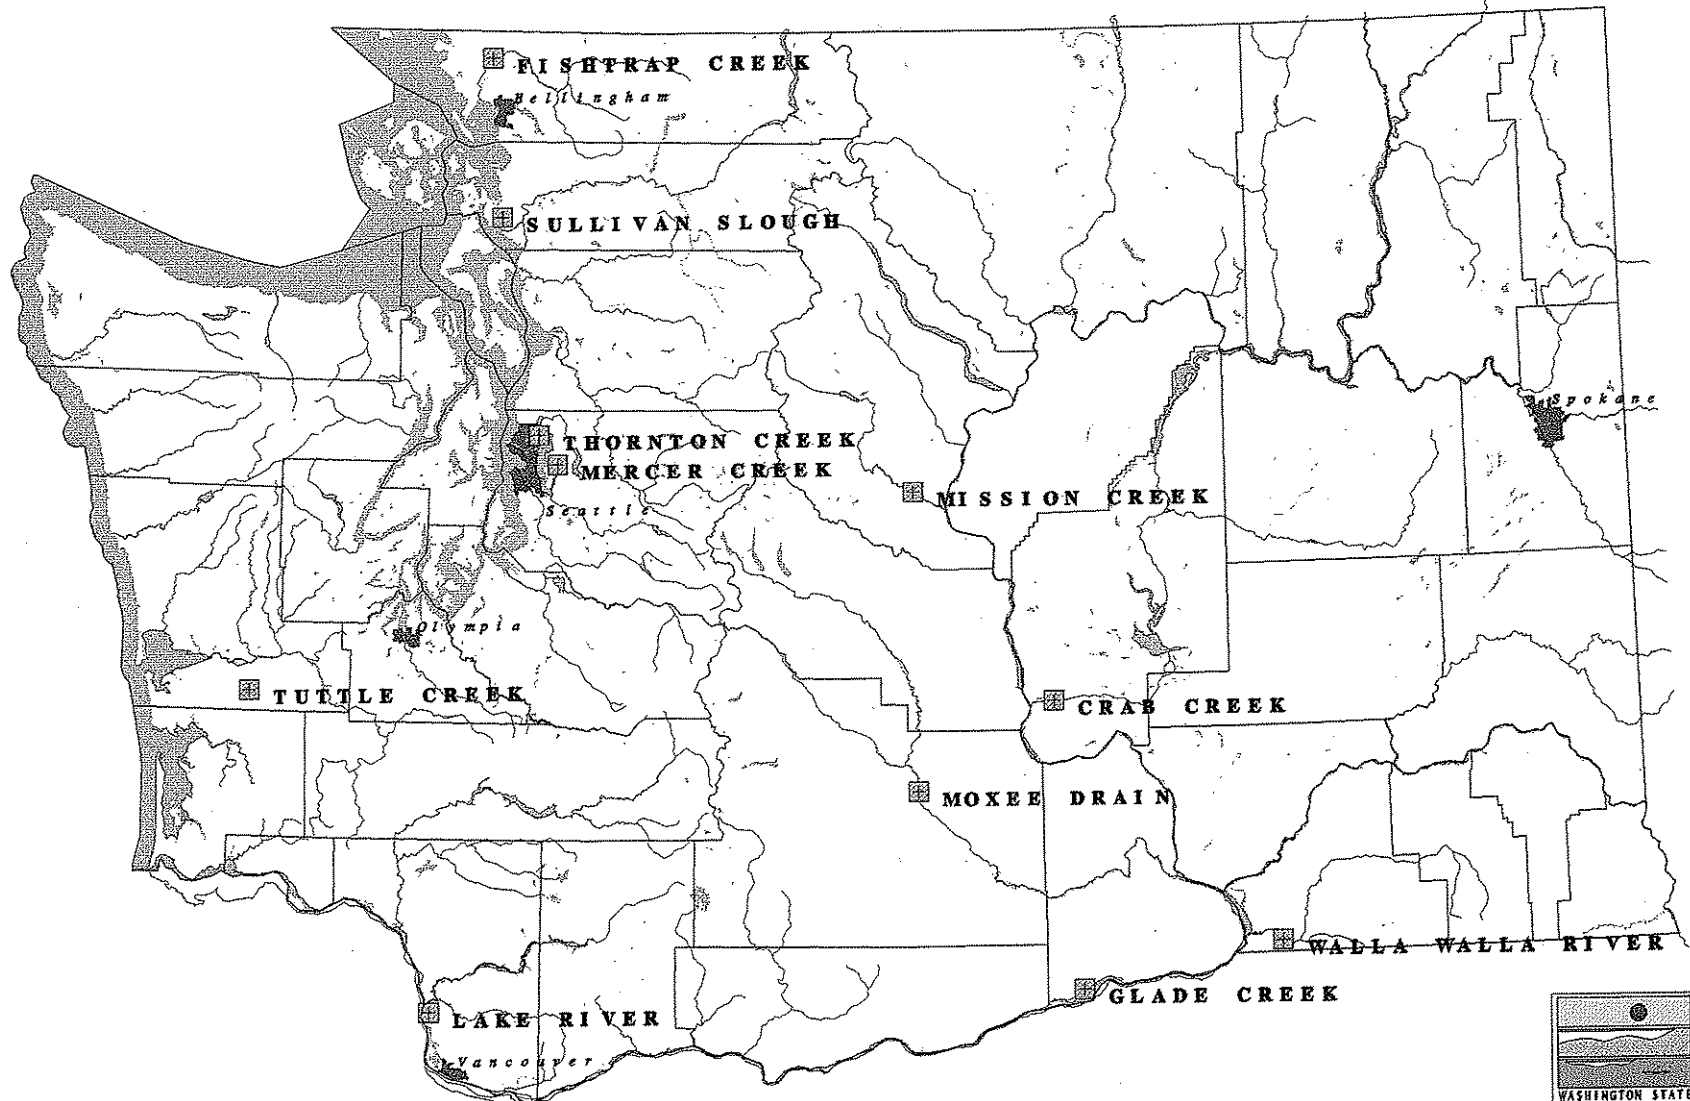 FISHTRAP CREEK
Bellingham
SULLIVAN SLOUGH
Spokane
THORNTON CREEK
MERCER CREEK
MISSION CREEK
Seattle
Olympia
TUTTLE CREEK
CRAB CREEK
MOXEE DRAIN
WALLA WALLA RIVER
GLADE CREEK
LAKE RIVER
Vancouver
WASHINGTON STATE